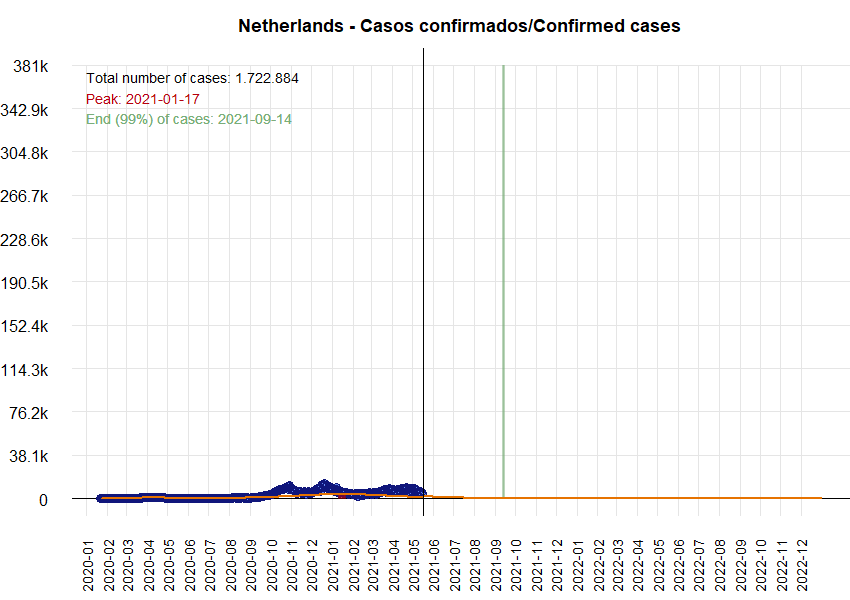 Netherlands - Casos confirmados/Confirmed cases
381k
342.9k
304.8k
266.7k
228.6k
190.5k
152.4k
114.3k
76.2k
38.1k
0
Total number of cases: 1.722.884
Peak: 2021-01-17
End (99%) of cases: 2021-09-14
2020-01
2020-02
2020-03
2020-04
2020-05
2020-06
2020-07
2020-08
2020-09
2020-10
2020-11
2020-12
2021-01
2021-02
2021-03
2021-04
2021-05
2021-06
2021-07
2021-08
2021-09
2021-10
2021-11
2021-12
2022-01
2022-02
2022-03
2022-04
2022-05
2022-06
2022-07
2022-08
2022-09
2022-10
2022-11
2022-12